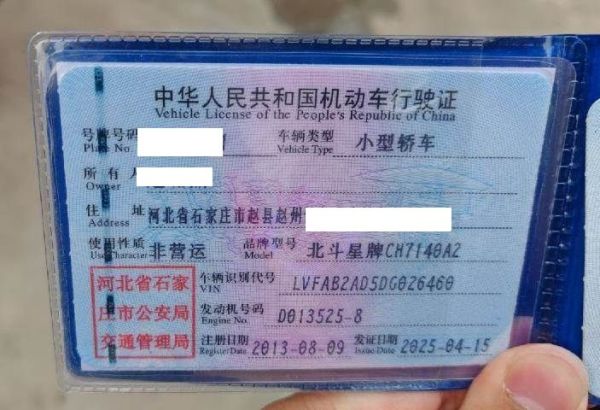 中华人民共和国机动车行驶证
Vehicle License of the People's Republic of China
号牌号码 Plate No. 车辆类型 Vehicle Type 小型轿车
所有人 Owner
住址 Address 河北省石家庄市赵县赵州
使用性质 Use Character 非营运 品牌型号 Model 北斗星牌CH7140A2
河北省石家
庄市公安局
交通管理局
车辆识别代号 VIN LVFAB2AD5DG026460
发动机号码 Engine No. D013525-8
注册日期 Register Date 2013-08-09 发证日期 Issue Date 2025-04-15